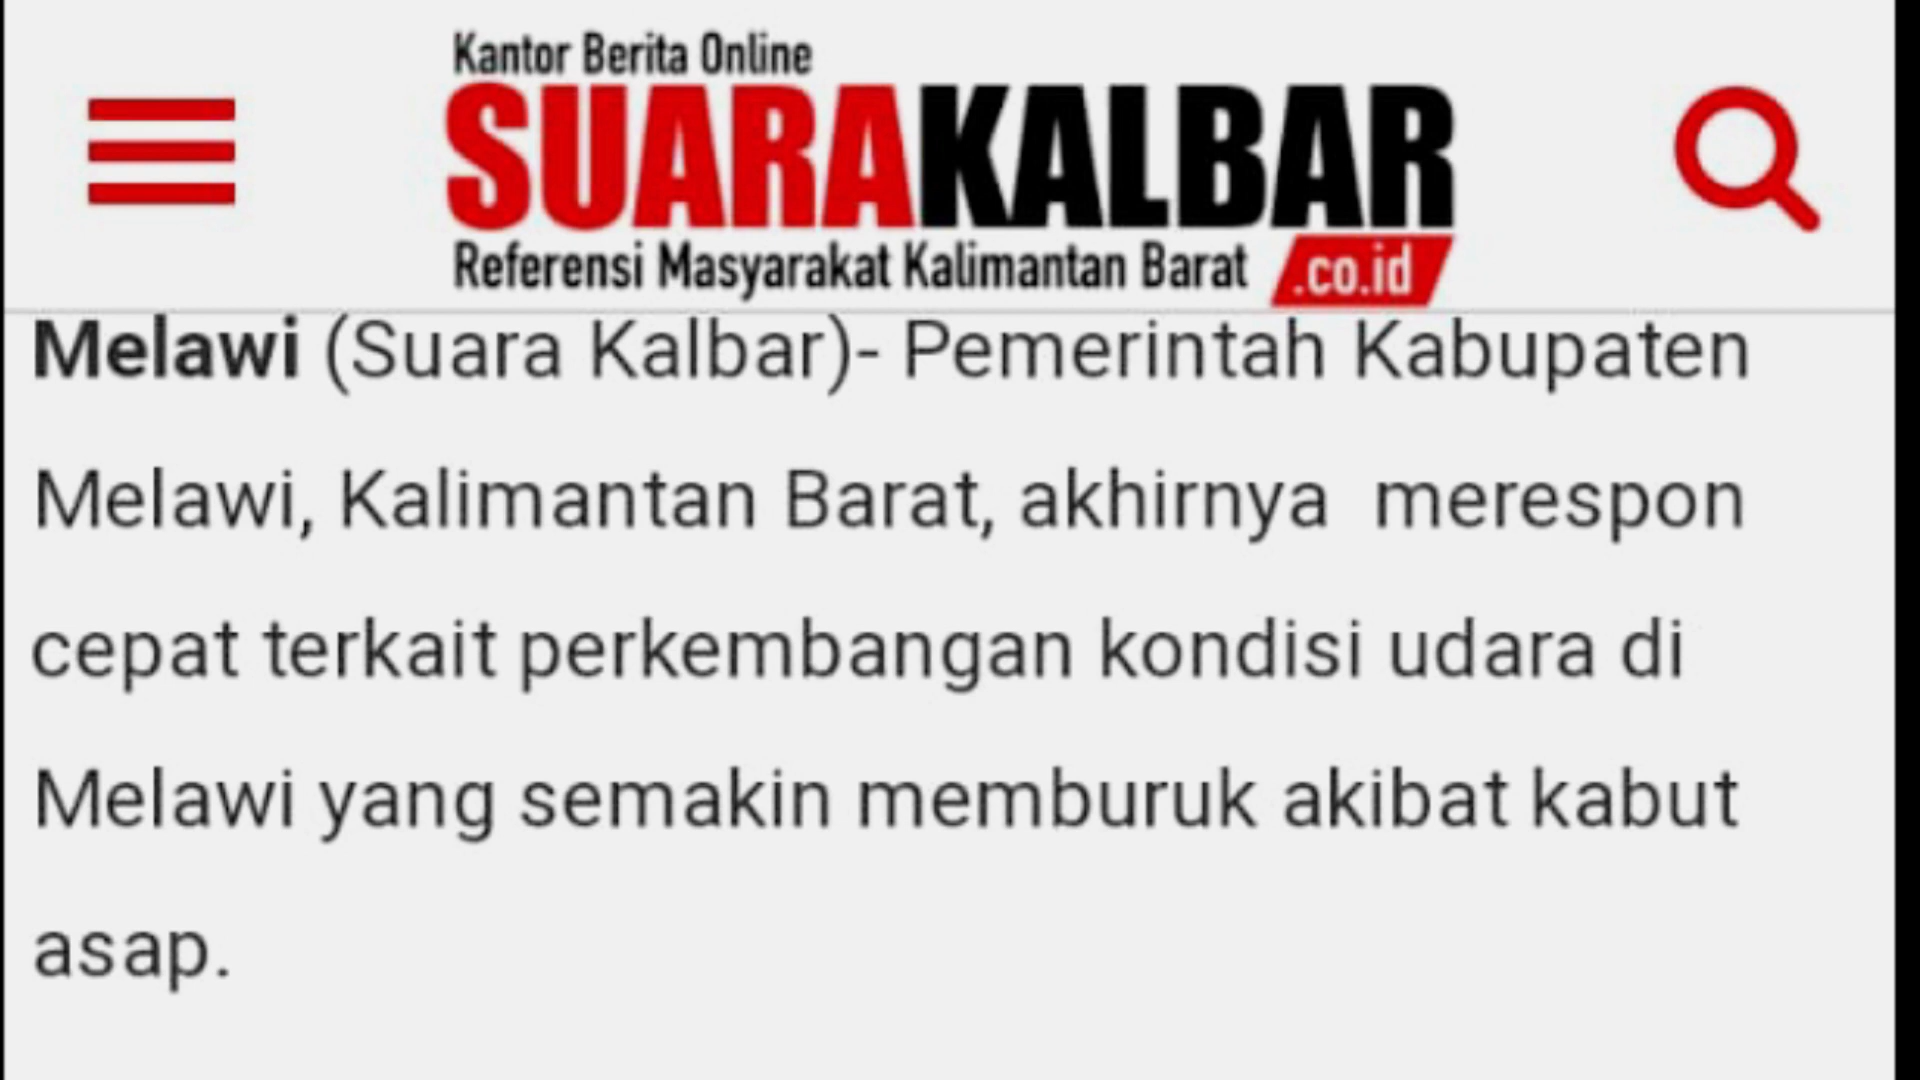 Kantor Berita Online
SUARAKALBAR
Referensi Masyarakat Kalimantan Barat .co.id
Melawi (Suara Kalbar)- Pemerintah Kabupaten
Melawi, Kalimantan Barat, akhirnya  merespon
cepat terkait perkembangan kondisi udara di
Melawi yang semakin memburuk akibat kabut
asap.